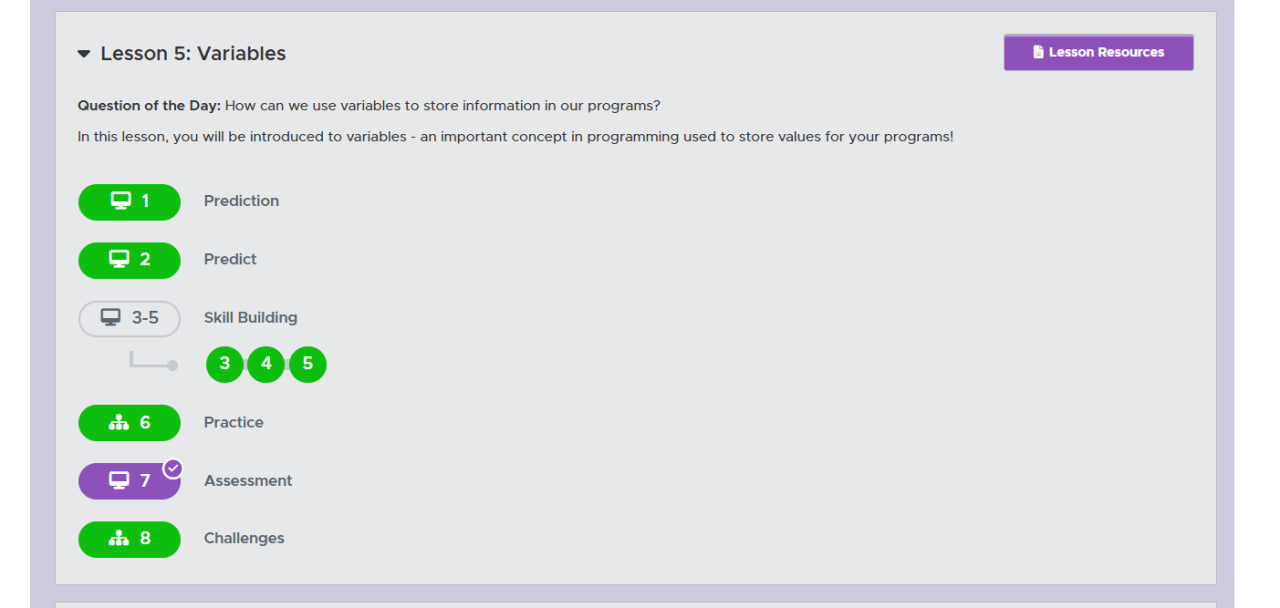 Lesson 5: Variables
Lesson Resources
Question of the Day: How can we use variables to store information in our programs?
In this lesson, you will be introduced to variables - an important concept in programming used to store values for your programs!
1 Prediction
2 Predict
3-5 Skill Building
3 4 5
6 Practice
7 Assessment
8 Challenges